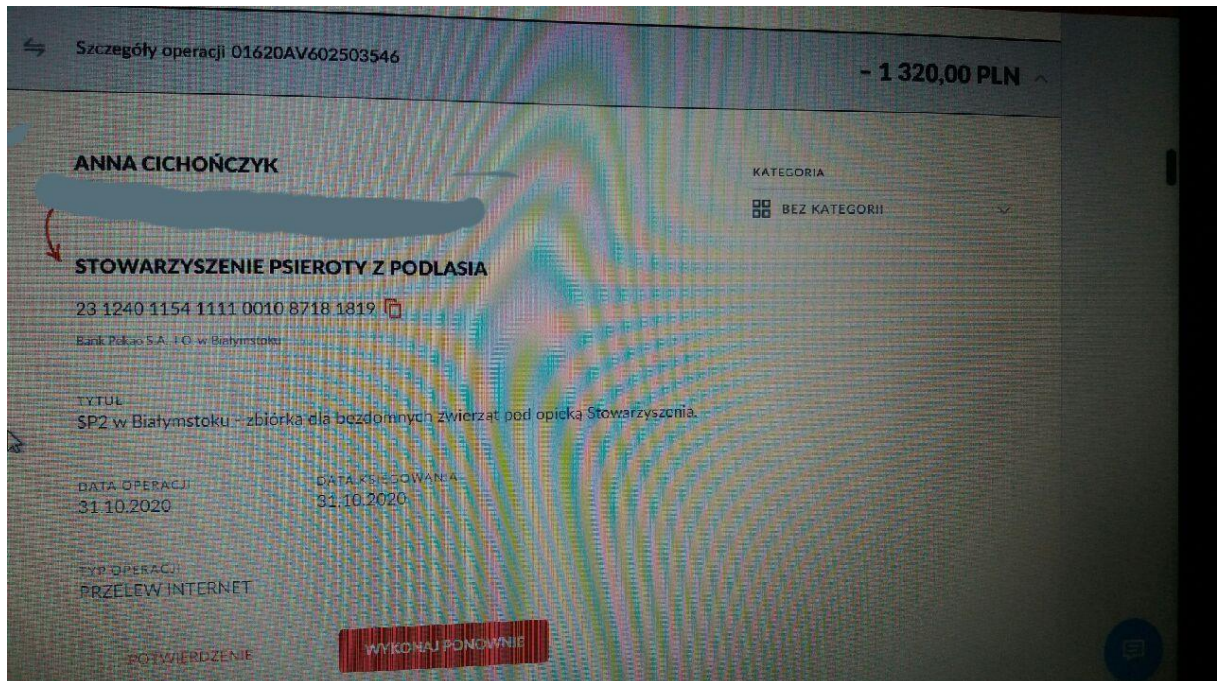 Szczegóły operacji 01620AV602503546
- 1 320,00 PLN
ANNA CICHOŃCZYK
KATEGORIA
BEZ KATEGORII
STOWARZYSZENIE PSIEROTY Z PODLASIA
23 1240 1154 1111 0010 8718 1819
Bank Pekao S.A. I O. w Białymstoku
TYTUŁ
SP2 w Białymstoku - zbiórka dla bezdomnych zwierząt pod opieką Stowarzyszenia.
DATA OPERACJI
DATA KSIĘGOWANIA
31.10.2020
31.10.2020
TYP OPERACJI
PRZELEW INTERNET
POTWIERDZENIE
WYKONAJ PONOWNIE